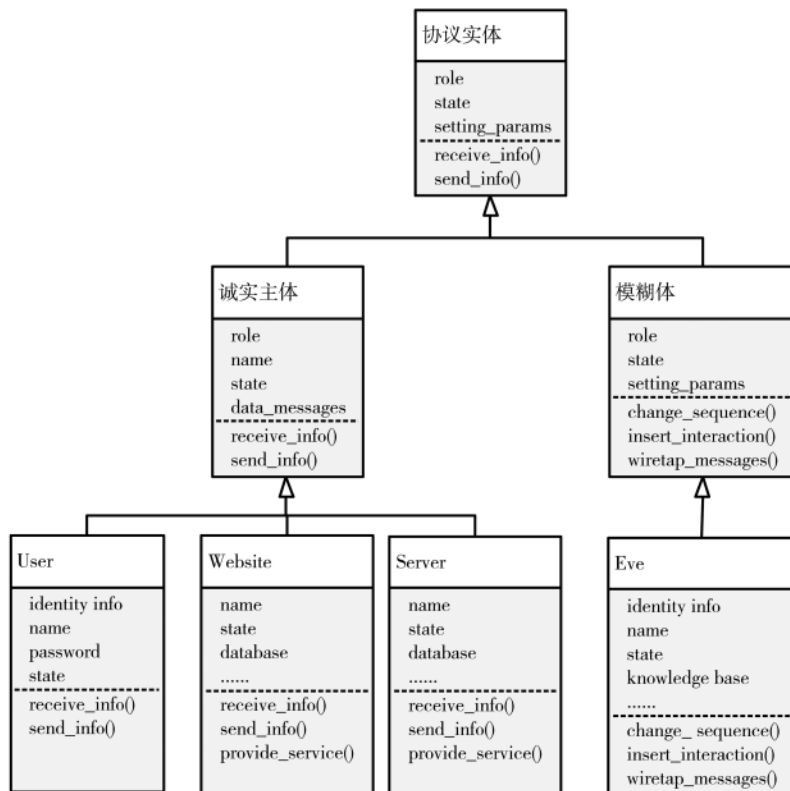 协议实体
role
state
setting_params
receive_info()
send_info()
诚实主体
role
name
state
data_messages
receive_info()
send_info()
模糊体
role
state
setting_params
change_sequence()
insert_interaction()
wiretap_messages()
User
identity info
name
password
state
receive_info()
send_info()
Website
name
state
database
......
receive_info()
send_info()
provide_service()
Server
name
state
database
......
receive_info()
send_info()
provide_service()
Eve
identity info
name
state
knowledge base
......
change_ sequence()
insert_interaction()
wiretap_messages()